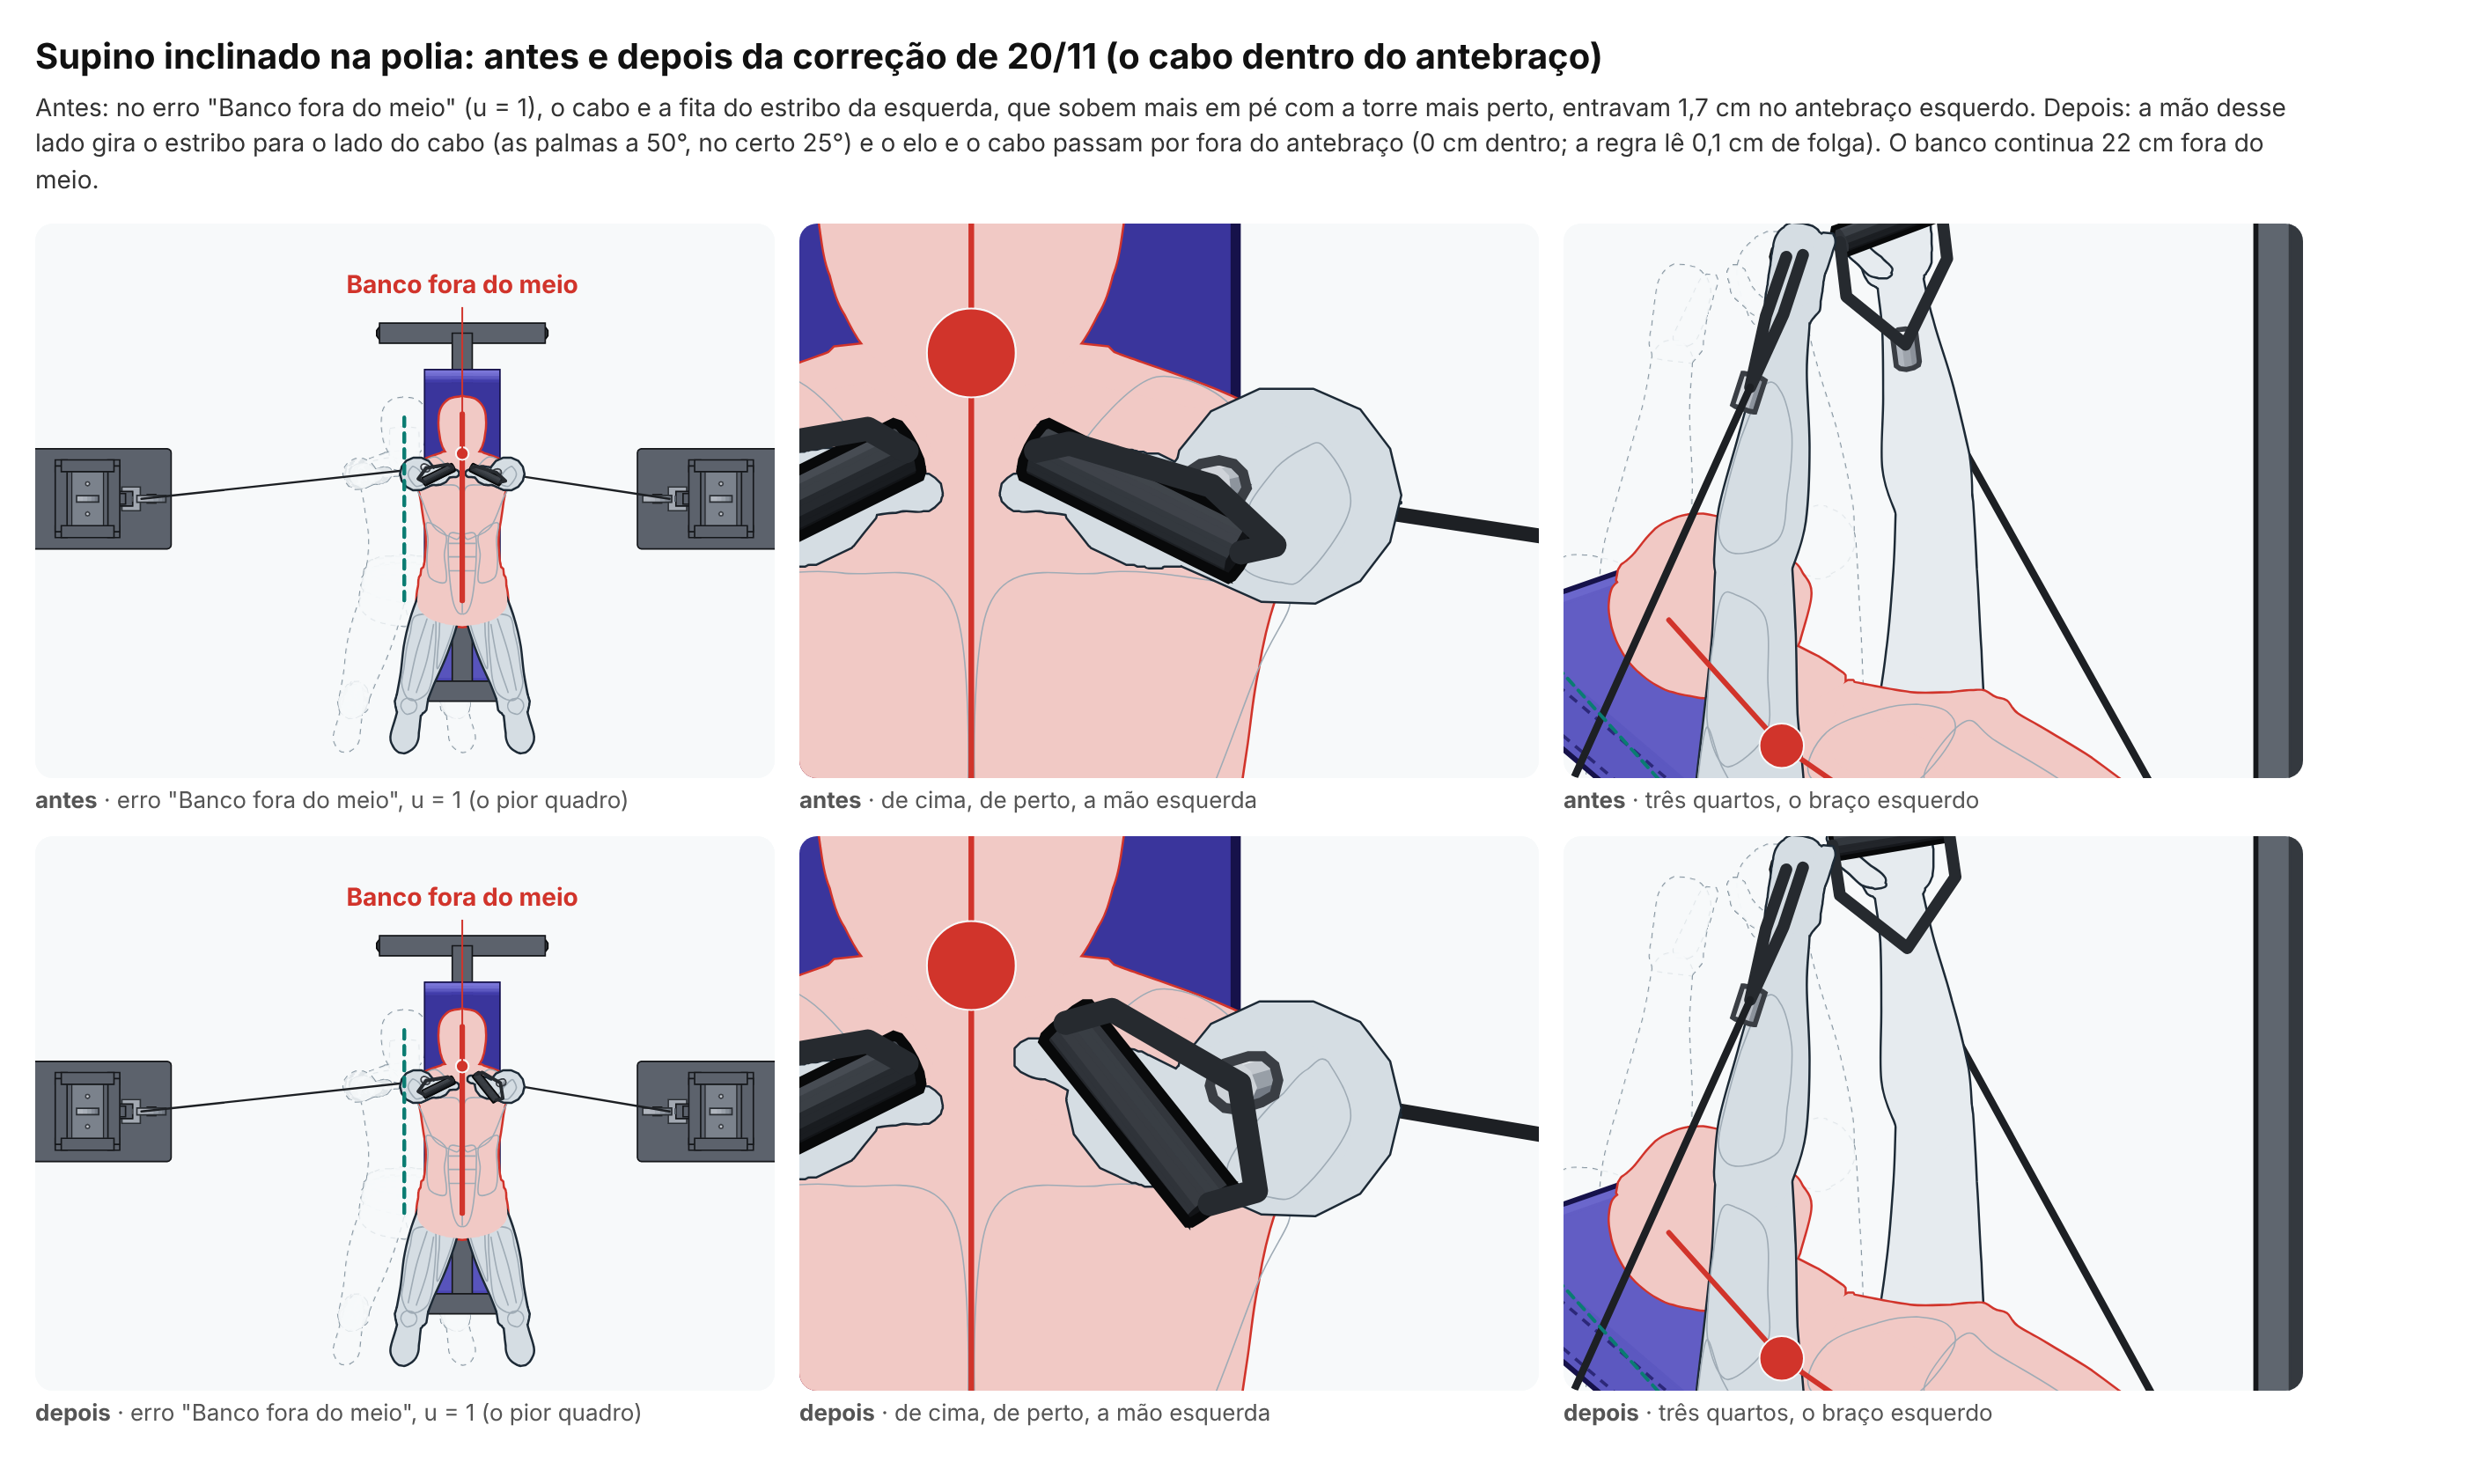 Supino inclinado na polia: antes e depois da correção de 20/11 (o cabo dentro do antebraço)
Antes: no erro "Banco fora do meio" (u = 1), o cabo e a fita do estribo da esquerda, que sobem mais em pé com a torre mais perto, entravam 1,7 cm no antebraço esquerdo. Depois: a mão desse
lado gira o estribo para o lado do cabo (as palmas a 50°, no certo 25°) e o elo e o cabo passam por fora do antebraço (0 cm dentro; a regra lê 0,1 cm de folga). O banco continua 22 cm fora do
meio.
Banco fora do meio
antes · erro "Banco fora do meio", u = 1 (o pior quadro)
antes · de cima, de perto, a mão esquerda
antes · três quartos, o braço esquerdo
Banco fora do meio
depois · erro "Banco fora do meio", u = 1 (o pior quadro)
depois · de cima, de perto, a mão esquerda
depois · três quartos, o braço esquerdo